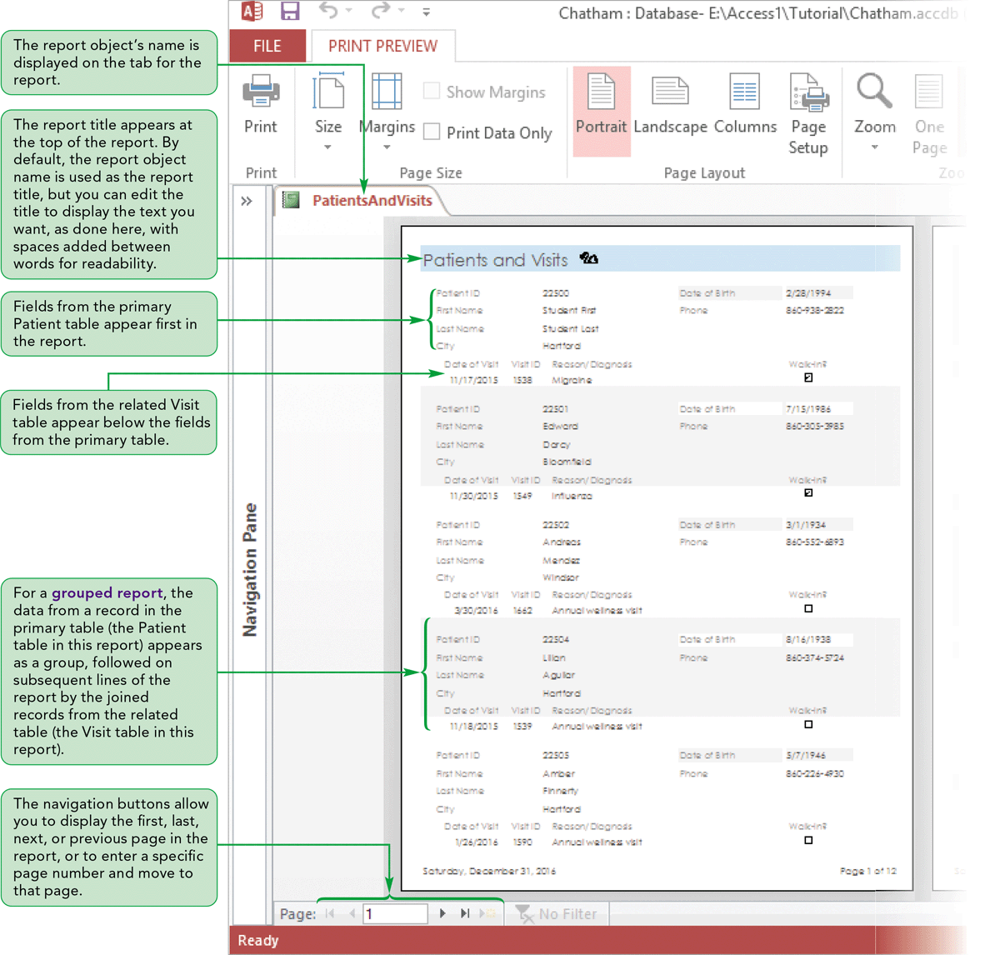 Chatham : Database- E:\Access1\Tutorial\Chatham.accdb
FILE
PRINT PREVIEW
Print
Size
Margins
Show Margins
Print Data Only
Portrait
Landscape
Columns
Page
Setup
Zoom
One
Page
Print
Page Size
Page Layout
Zoo
The report object's name is
displayed on the tab for the
report.
The report title appears at
the top of the report. By
default, the report object
name is used as the report
title, but you can edit the
title to display the text you
want, as done here, with
spaces added between
words for readability.
Fields from the primary
Patient table appear first in
the report.
Fields from the related Visit
table appear below the fields
from the primary table.
For a grouped report, the
data from a record in the
primary table (the Patient
table in this report) appears
as a group, followed on
subsequent lines of the
report by the joined
records from the related
table (the Visit table in this
report).
The navigation buttons allow
you to display the first, last,
next, or previous page in the
report, or to enter a specific
page number and move to
that page.
Navigation Pane
PatientsAndVisits
Patients and Visits
Patient ID 22500 Date of Birth 2/28/1994
First Name Student First Phone 860-938-2822
Last Name Student Last
City Hartford
Date of Visit Visit ID Reason/Diagnosis Walk-in?
11/17/2015 1538 Migraine
Patient ID 22501 Date of Birth 7/15/1986
First Name Edward Phone 860-305-3985
Last Name Darcy
City Bloomfield
Date of Visit Visit ID Reason/Diagnosis Walk-in?
11/30/2015 1549 Influenza
Patient ID 22502 Date of Birth 3/1/1934
First Name Andreas Phone 860-552-6893
Last Name Mendez
City Windsor
Date of Visit Visit ID Reason/Diagnosis Walk-in?
3/30/2016 1662 Annual wellness visit
Patient ID 22504 Date of Birth 8/16/1938
First Name Lilian Phone 860-374-5724
Last Name Aguilar
City Hartford
Date of Visit Visit ID Reason/Diagnosis Walk-in?
11/18/2015 1539 Annual wellness visit
Patient ID 22505 Date of Birth 5/7/1946
First Name Amber Phone 860-226-4930
Last Name Finnerty
City Hartford
Date of Visit Visit ID Reason/Diagnosis Walk-in?
1/26/2016 1590 Annual wellness visit
Saturday, December 31, 2016 Page 1 of 12
Page: 1 No Filter
Ready